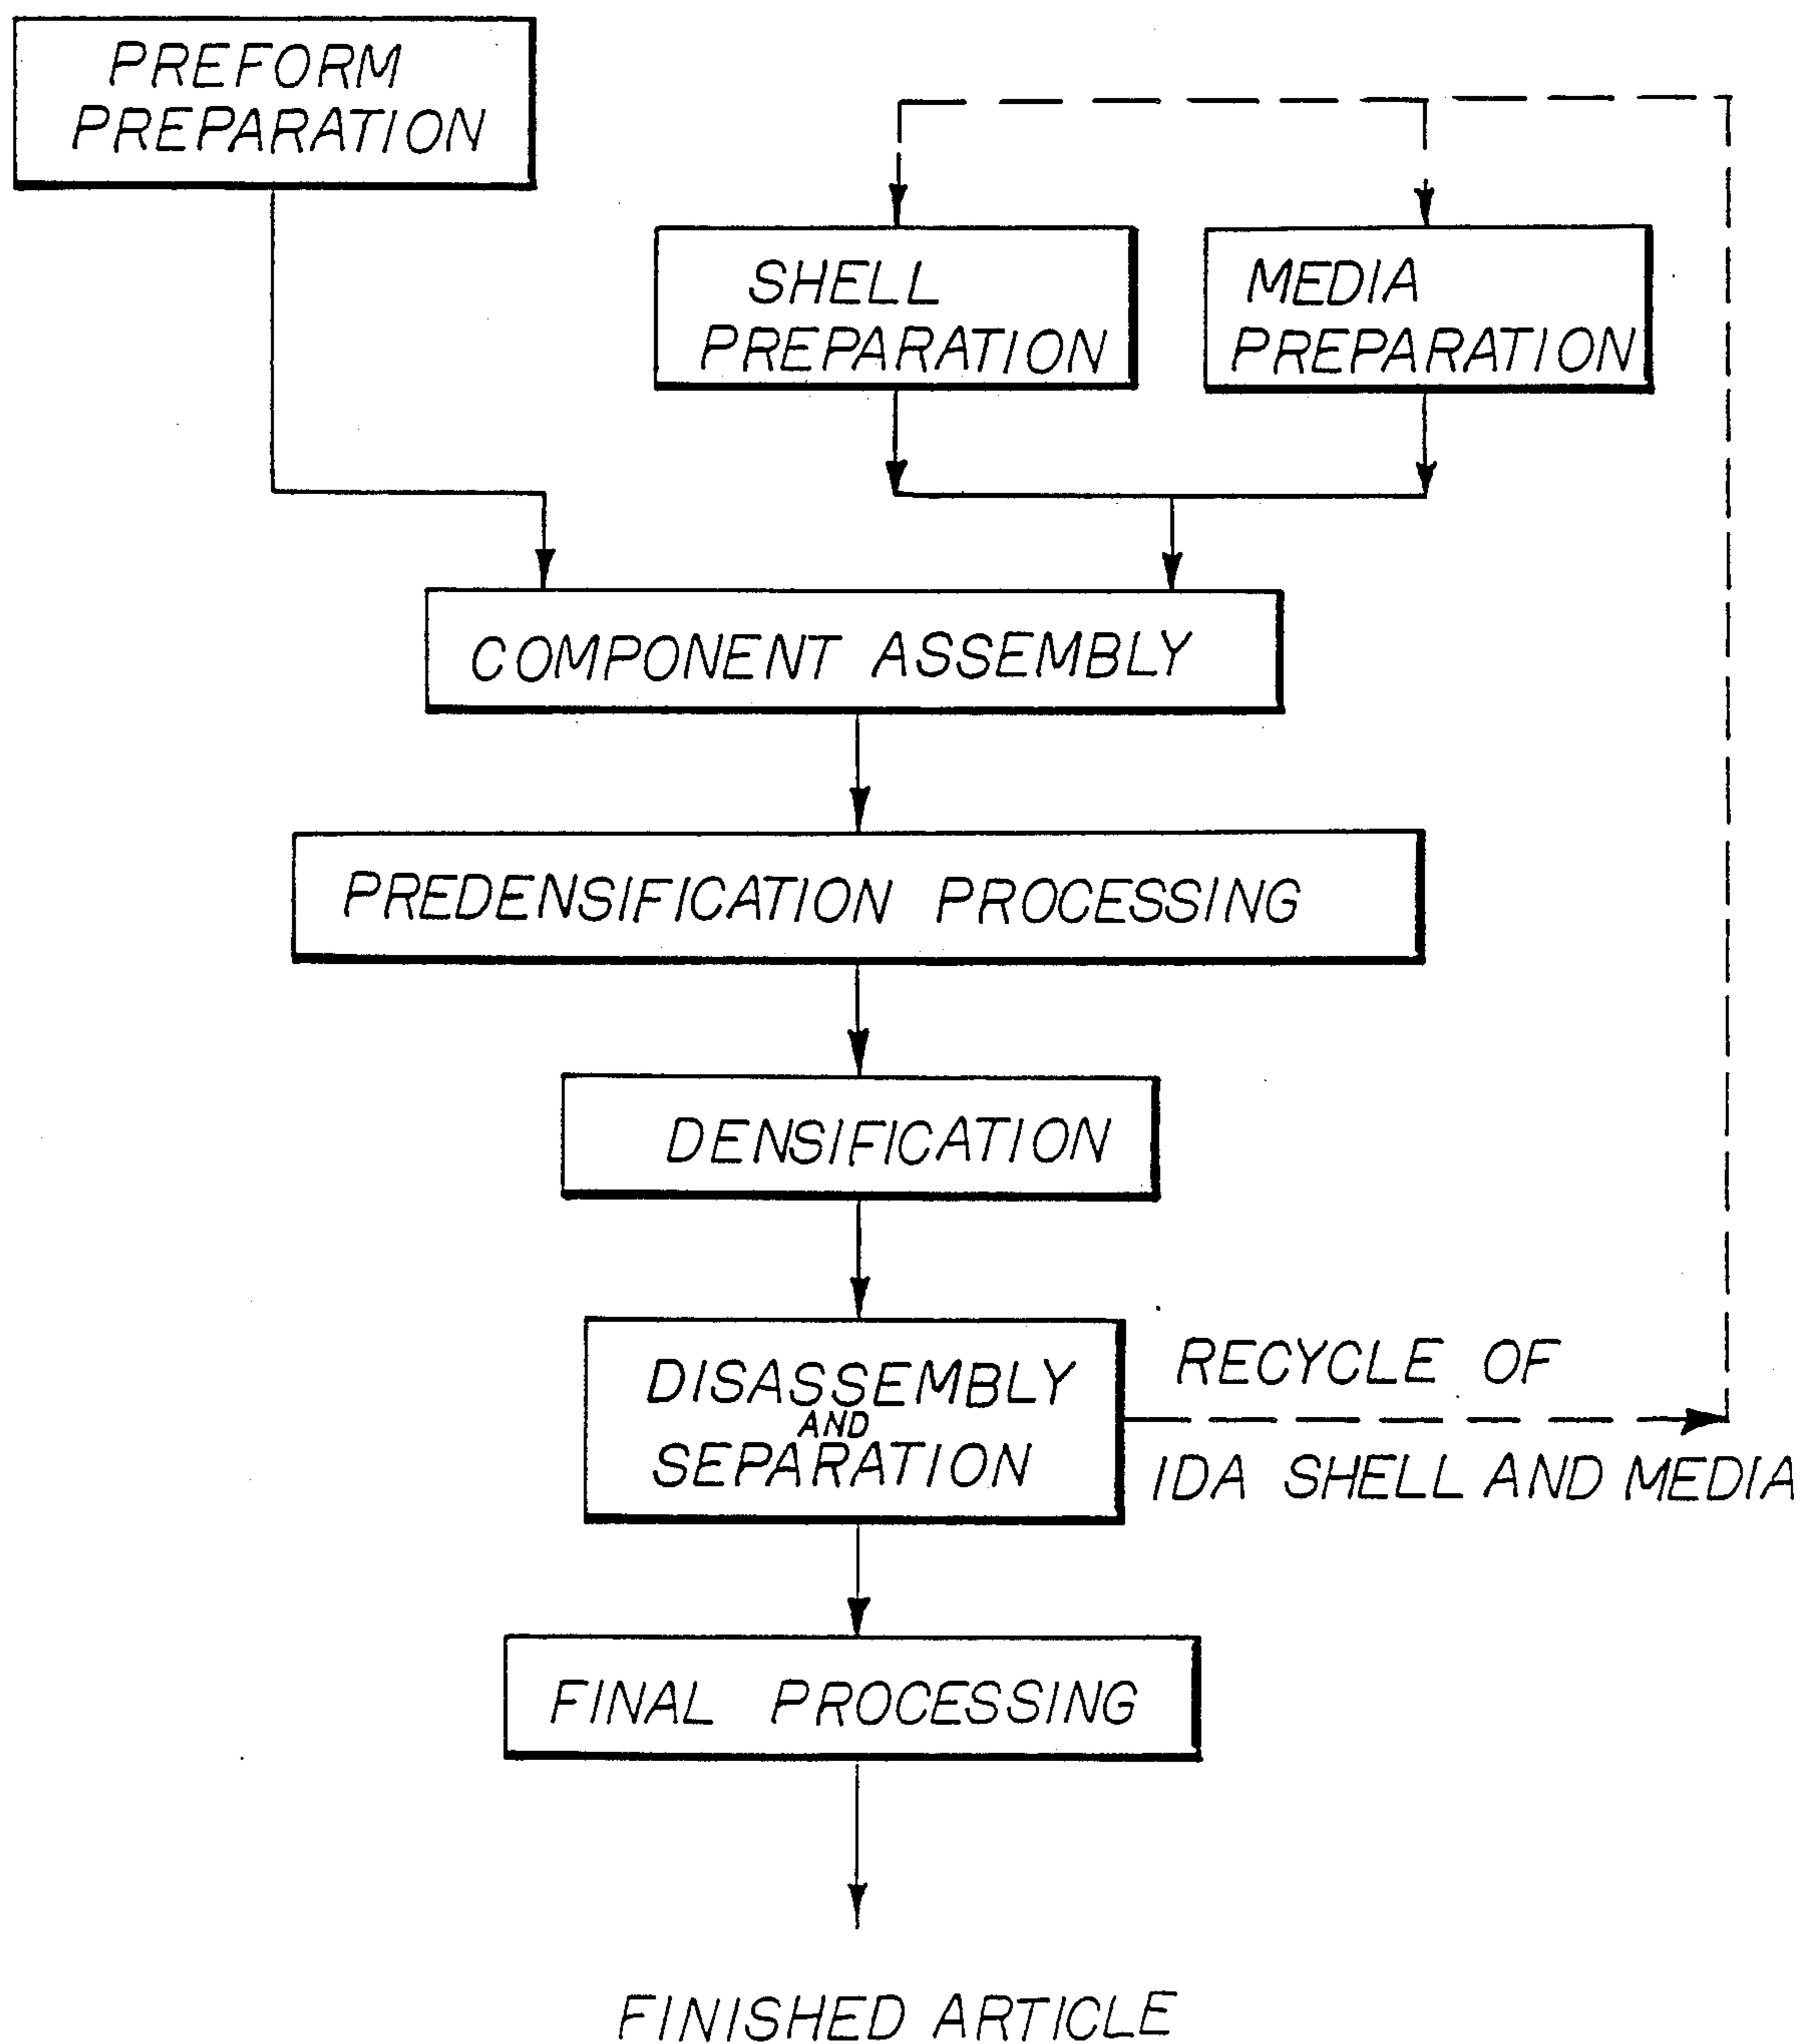 PREFORM
PREPARATION
SHELL
PREPARATION
MEDIA
PREPARATION
COMPONENT ASSEMBLY
PREDENSIFICATION PROCESSING
DENSIFICATION
DISASSEMBLY
AND
SEPARATION
RECYCLE OF
IDA SHELL AND MEDIA
FINAL PROCESSING
FINISHED ARTICLE